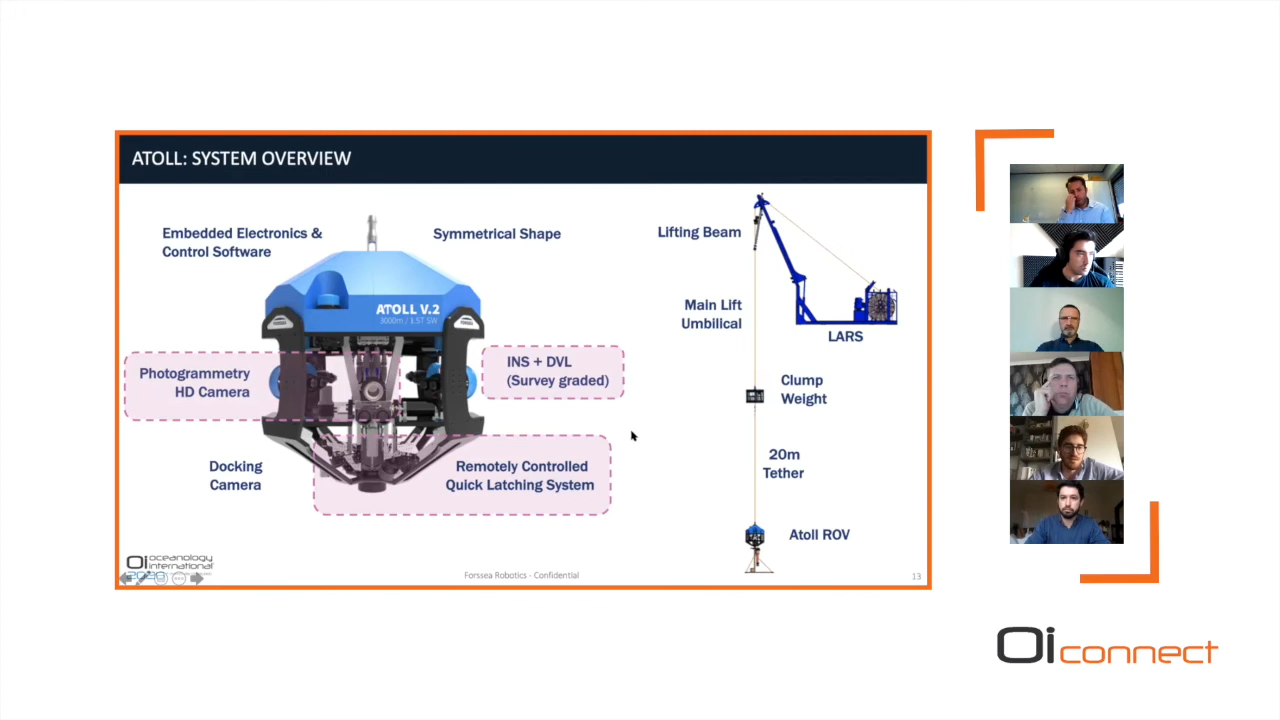 ATOLL: SYSTEM OVERVIEW
Embedded Electronics &
Control Software
Symmetrical Shape
ATOLL V.2
3000m / 1.5T SW
Photogrammetry
HD Camera
INS + DVL
(Survey graded)
Docking
Camera
Remotely Controlled
Quick Latching System
Lifting Beam
Main Lift
Umbilical
LARS
Clump
Weight
20m
Tether
Atoll ROV
Oi oceanology
international
2020
Forssea Robotics - Confidential
13
Oi connect